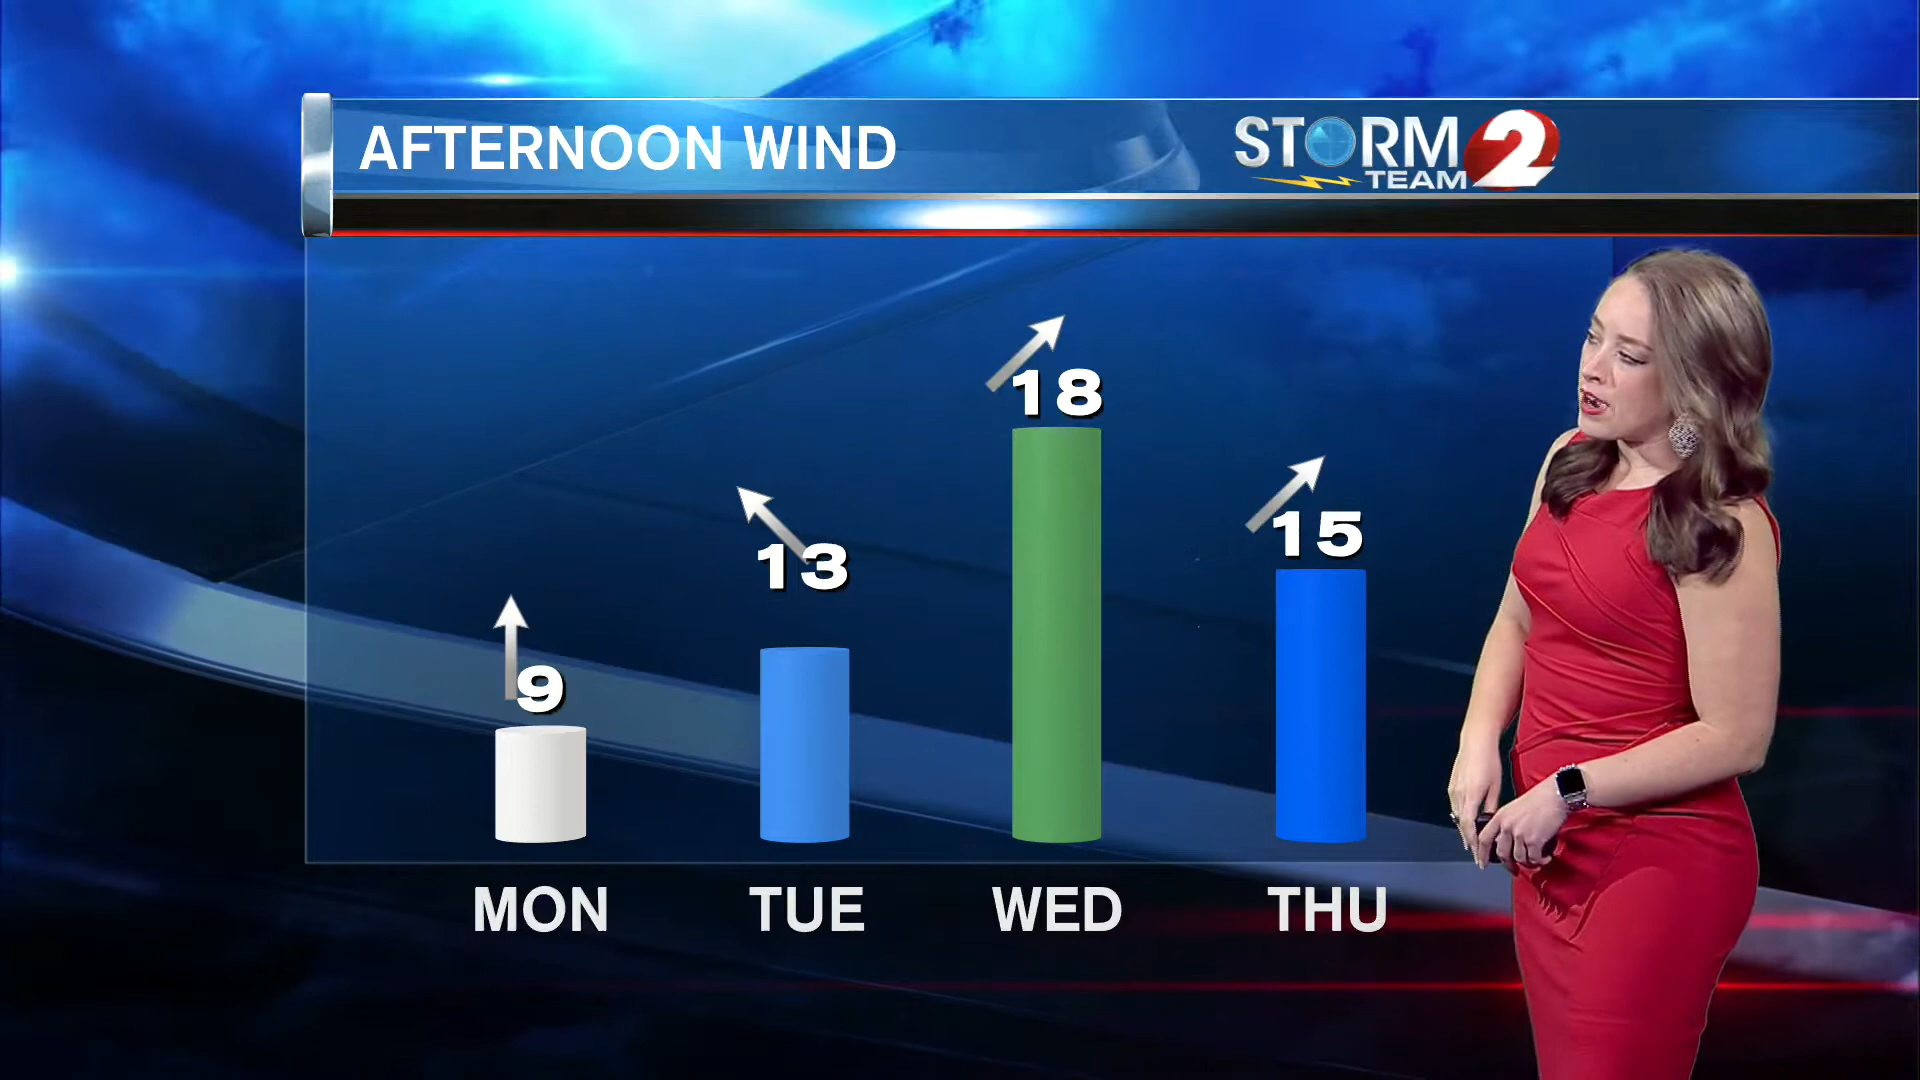 AFTERNOON WIND
STORM
TEAM 2
18
15
13
9
MON TUE WED THU